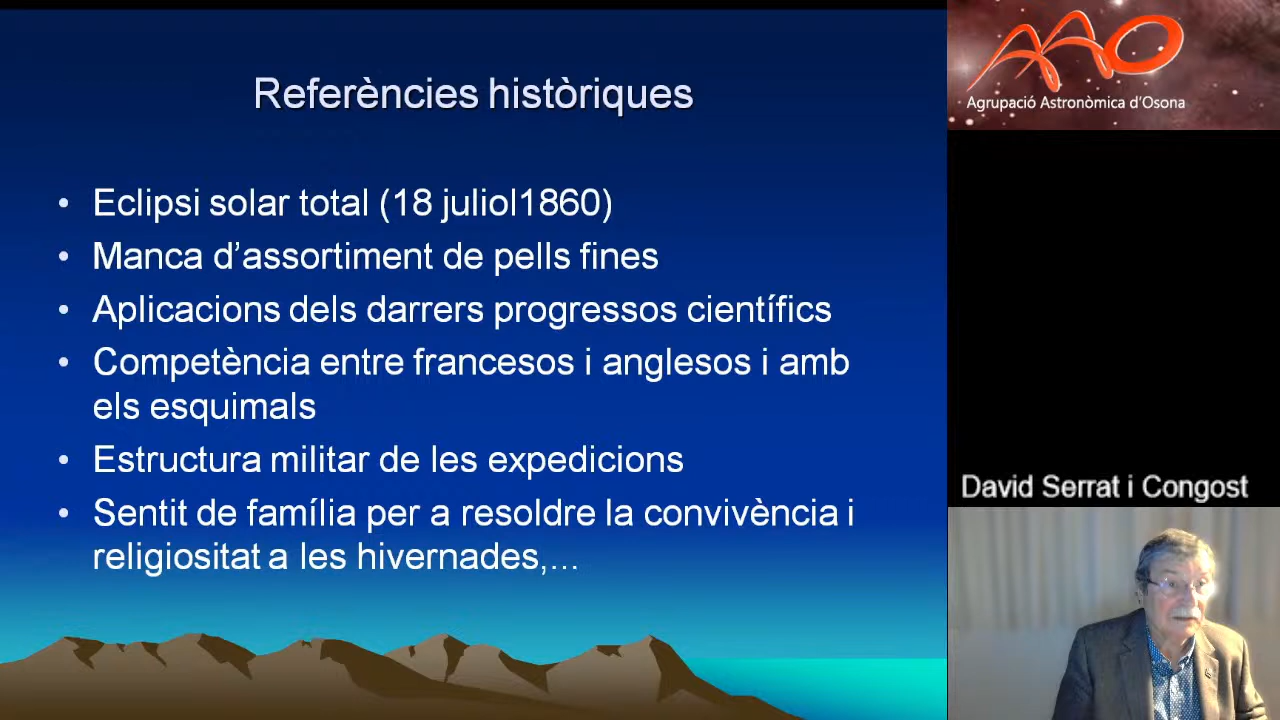 Referències històriques
• Eclipsi solar total (18 juliol1860)
• Manca d'assortiment de pells fines
• Aplicacions dels darrers progressos científics
• Competència entre francesos i anglesos i amb
els esquimals
• Estructura militar de les expedicions
• Sentit de família per a resoldre la convivència i
religiositat a les hivernades,...
AAO
Agrupació Astronòmica d'Osona
David Serrat i Congost